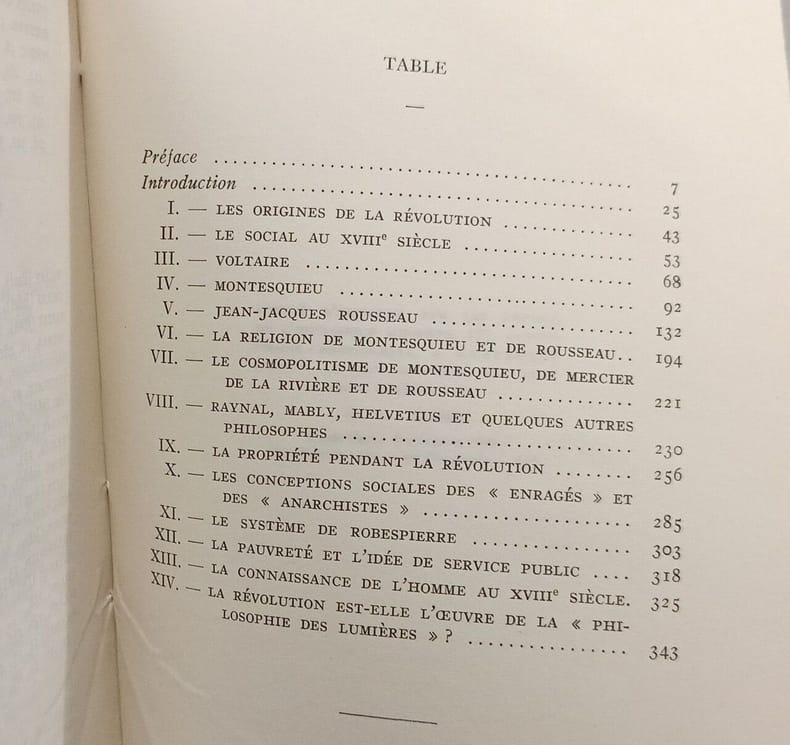 TABLE
Préface ........ 7
Introduction ........ 25
I. — LES ORIGINES DE LA RÉVOLUTION ........ 43
II. — LE SOCIAL AU XVIIIe SIÈCLE ........ 53
III. — VOLTAIRE ........ 68
IV. — MONTESQUIEU ........ 92
V. — JEAN-JACQUES ROUSSEAU ........ 132
VI. — LA RELIGION DE MONTESQUIEU ET DE ROUSSEAU.. 194
VII. — LE COSMOPOLITISME DE MONTESQUIEU, DE MERCIER
DE LA RIVIÈRE ET DE ROUSSEAU ........ 221
VIII. — RAYNAL, MABLY, HELVETIUS ET QUELQUES AUTRES
PHILOSOPHES ........ 230
IX. — LA PROPRIÉTÉ PENDANT LA RÉVOLUTION ........ 256
X. — LES CONCEPTIONS SOCIALES DES « ENRAGÉS » ET
DES « ANARCHISTES » ........ 285
XI. — LE SYSTÈME DE ROBESPIERRE ........ 303
XII. — LA PAUVRETÉ ET L'IDÉE DE SERVICE PUBLIC .... 318
XIII. — LA CONNAISSANCE DE L'HOMME AU XVIIIe SIÈCLE. 325
XIV. — LA RÉVOLUTION EST-ELLE L'ŒUVRE DE LA « PHI-
LOSOPHIE DES LUMIÈRES » ? ........ 343